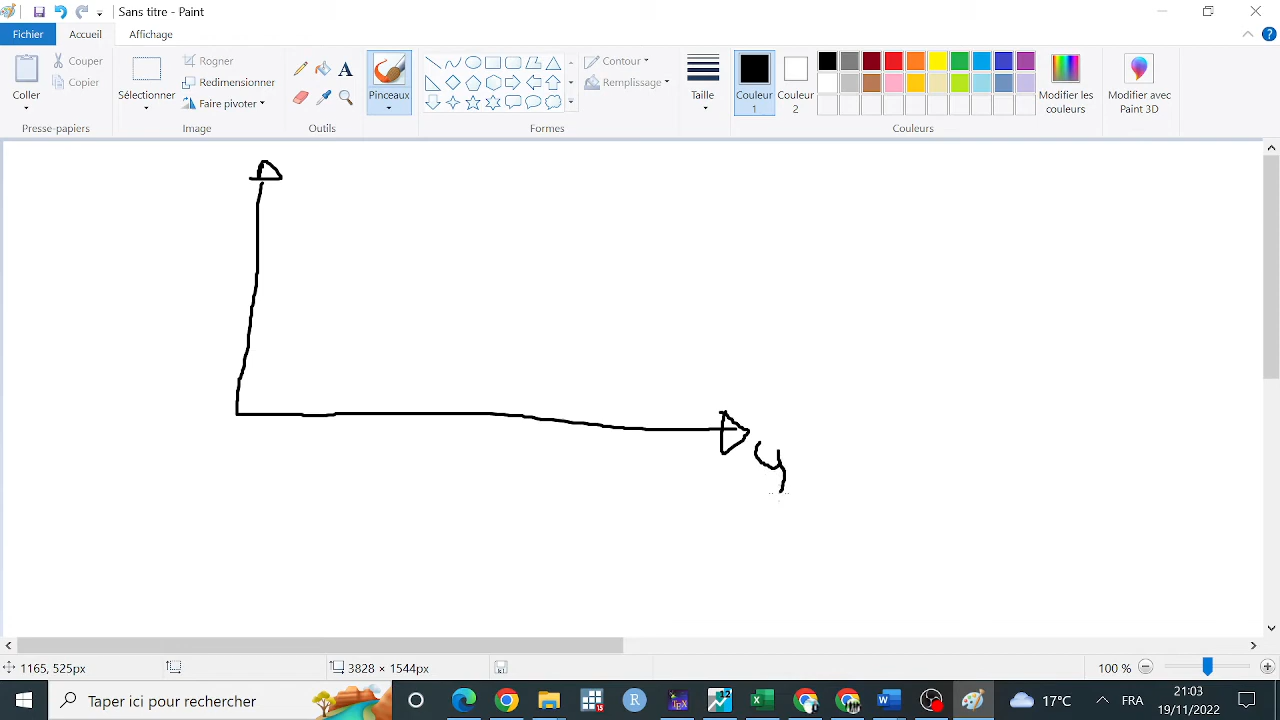 Sans titre - Paint
Fichier Accueil Affichage
Coller
Couper
Copier
Presse-papiers
Sélectionner
Rogner
Redimensionner
Faire pivoter
Image
A
Outils
Pinceaux
Formes
Contour
Remplissage
Taille
Couleur 1
Couleur 2
Couleurs
Modifier les couleurs
Modifier avec Paint 3D
y
1165, 525px
3828 × 1544px
100 %
Taper ici pour rechercher
R
12
17°C
FRA
21:03
19/11/2022